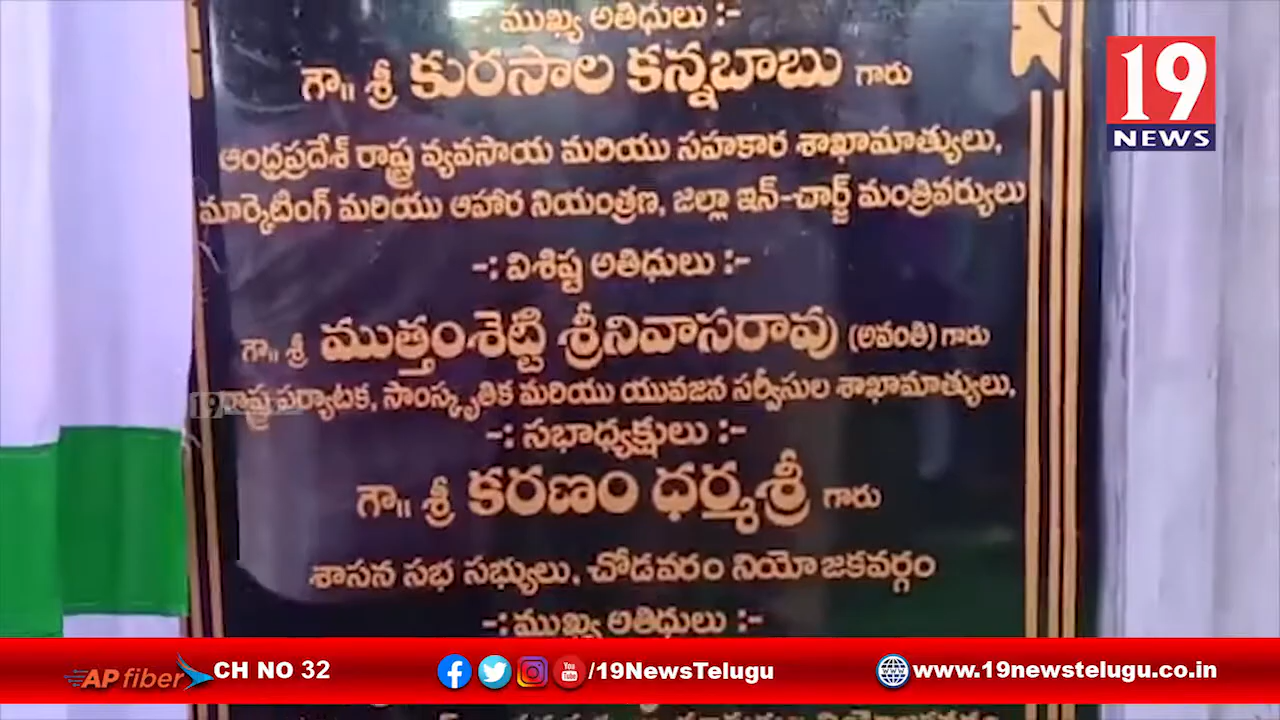 -: ముఖ్య అతిధులు :-
గౌ॥ శ్రీ కురసాల కన్నబాబు గారు
ఆంధ్రప్రదేశ్ రాష్ట్ర వ్యవసాయ మరియు సహకార శాఖామాత్యులు,
మార్కెటింగ్ మరియు ఆహార నియంత్రణ, జిల్లా ఇన్-చార్జ్ మంత్రివర్యులు
-: విశిష్ట అతిధులు :-
గౌ॥ శ్రీ ముత్తంశెట్టి శ్రీనివాసరావు (అవంతి) గారు
రాష్ట్ర పర్యాటక, సాంస్కృతిక మరియు యువజన సర్వీసుల శాఖామాత్యులు,
-: సభాధ్యక్షులు :-
గౌ॥ శ్రీ కరణం ధర్మశ్రీ గారు
శాసన సభ సభ్యులు, చోడవరం నియోజకవర్గం
-: ముఖ్య అతిధులు :-
19
NEWS
AP fiber CH NO 32
/19NewsTelugu
www.19newstelugu.co.in